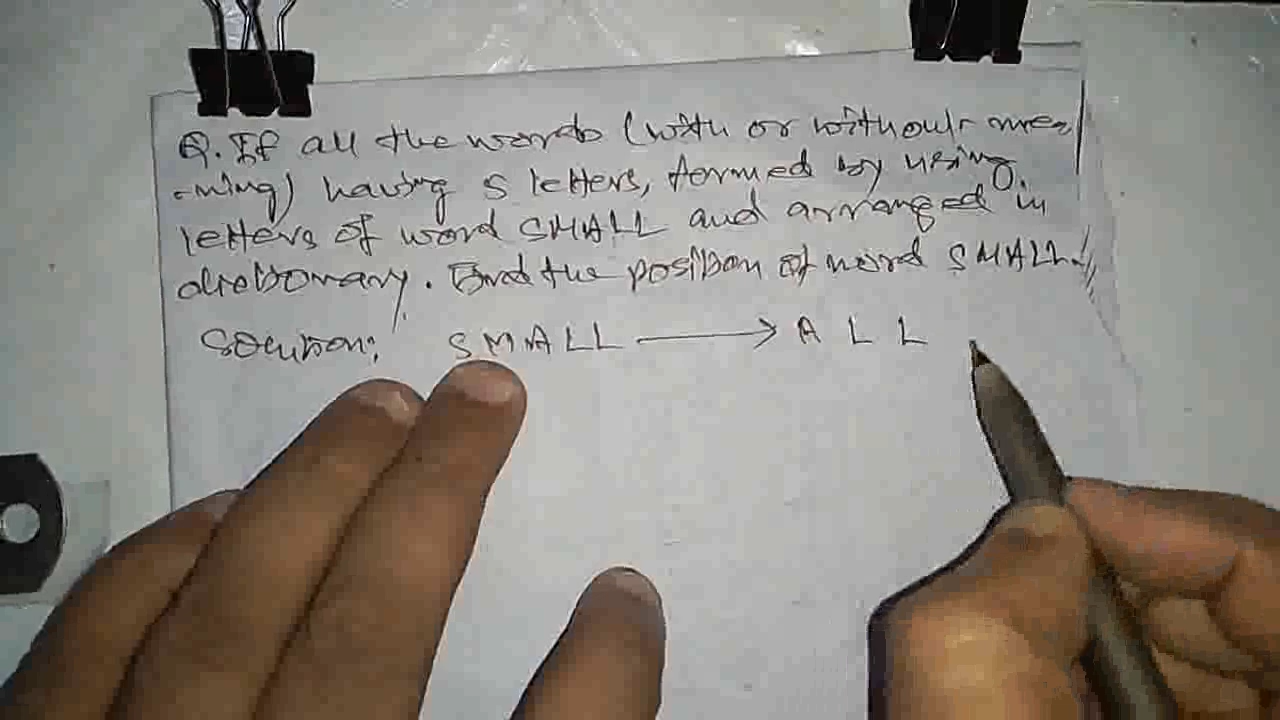 Q. If all the words (with or without mea
-ning) having 5 letters, formed by using
letters of word SMALL and arranged in
dictionary. Find the position of word SMALL.
Solution: SMALL → A L L